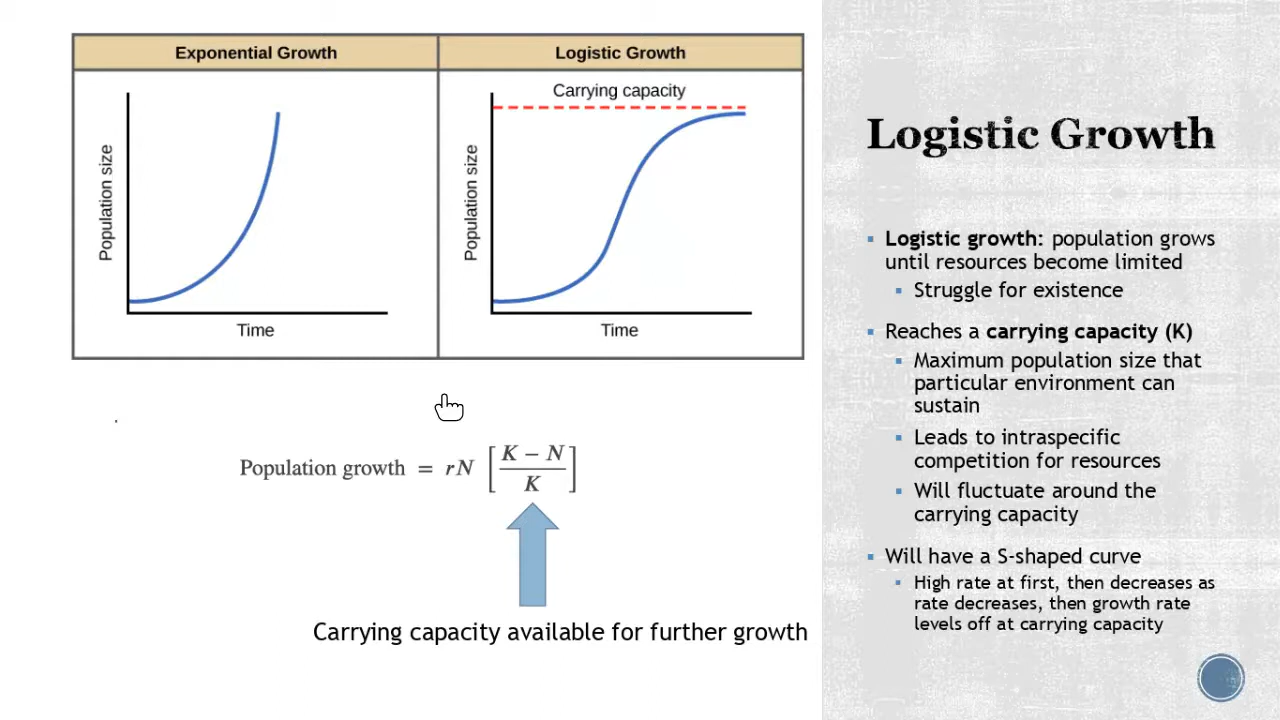 Exponential Growth
Logistic Growth
Population size
Time
Carrying capacity
Population size
Time
Population growth = rN [K − N / K]
Carrying capacity available for further growth
Logistic Growth
▪ Logistic growth: population grows
until resources become limited
▪ Struggle for existence
▪ Reaches a carrying capacity (K)
▪ Maximum population size that
particular environment can
sustain
▪ Leads to intraspecific
competition for resources
▪ Will fluctuate around the
carrying capacity
▪ Will have a S-shaped curve
▪ High rate at first, then decreases as
rate decreases, then growth rate
levels off at carrying capacity